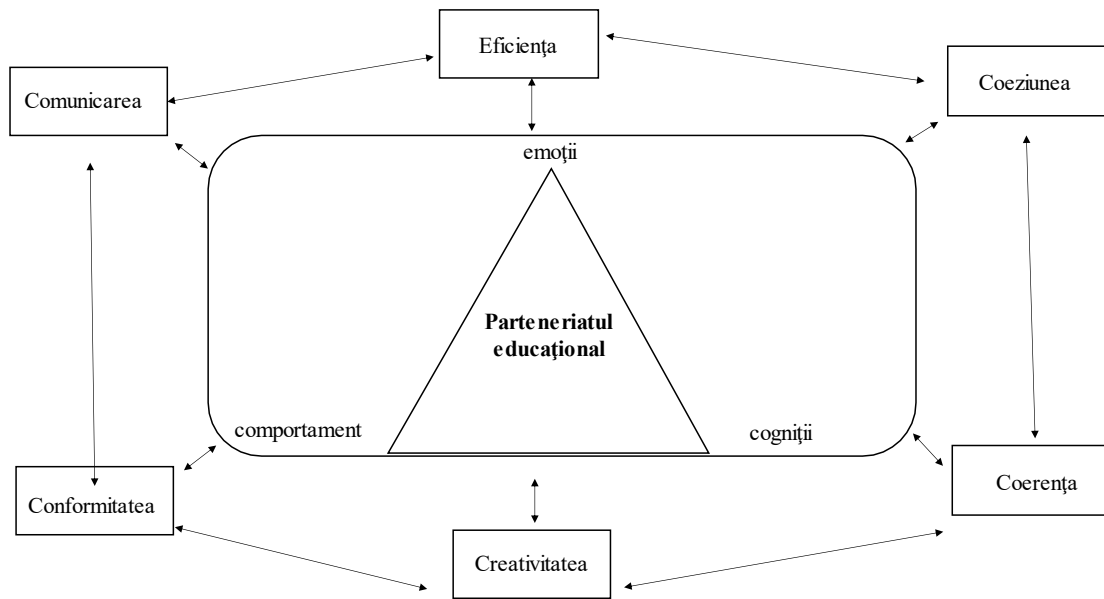 Eficienţa
Coeziunea
Comunicarea
emoţii
Parteneriatul
educaţional
comportament
cogniţii
Coerenţa
Conformitatea
Creativitatea